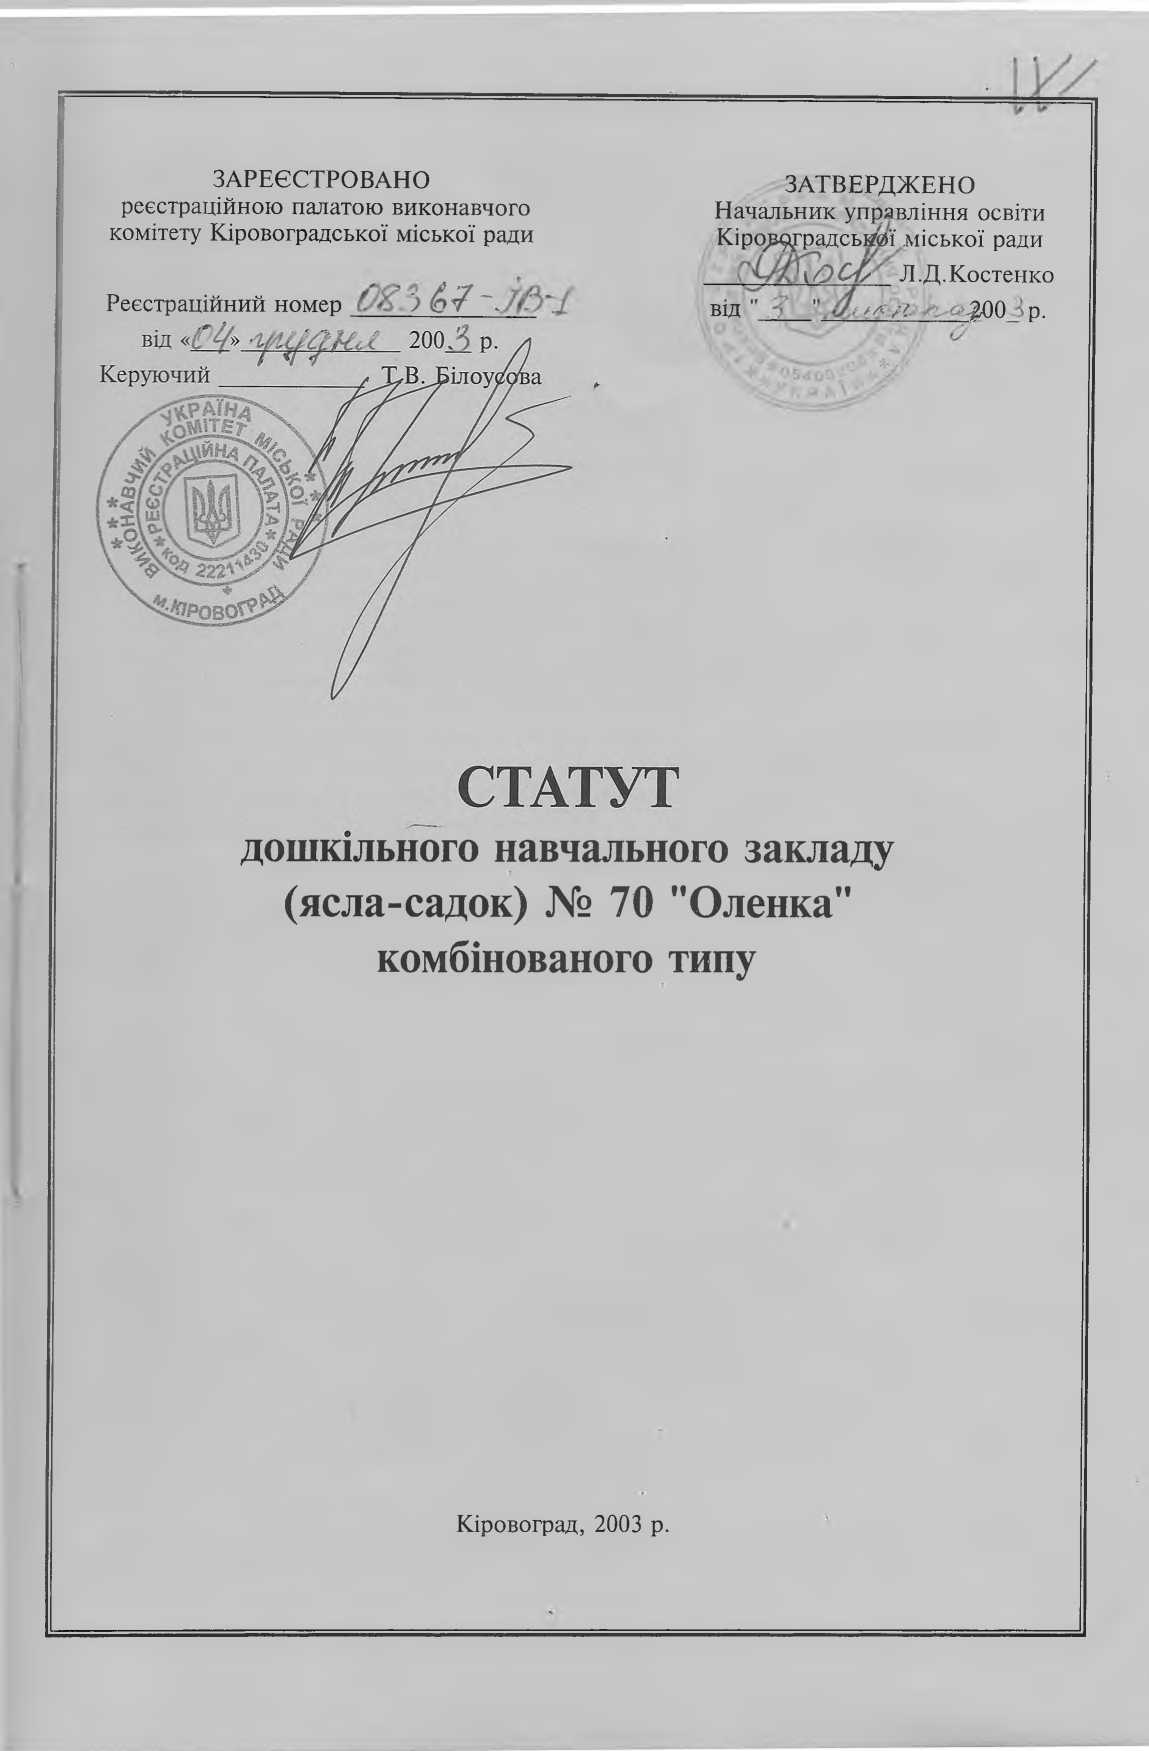 ЗАРЕЄСТРОВАНО
реєстраційною палатою виконавчого
комітету Кіровоградської міської ради
Реєстраційний номер 08367-ІВ-1
від «04» грудня 2003 р.
Керуючий Т.В. Білоусова
УКРАЇНА
ВИКОНАВЧИЙ КОМІТЕТ МІСЬКОЇ РАДИ
РЕЄСТРАЦІЙНА ПАЛАТА
код 22211430
м.КІРОВОГРАД
ЗАТВЕРДЖЕНО
Начальник управління освіти
Кіровоградської міської ради
Л.Д.Костенко
від "3" листопада 2003 р.
СТАТУТ
дошкільного навчального закладу
(ясла-садок) № 70 "Оленка"
комбінованого типу
Кіровоград, 2003 р.